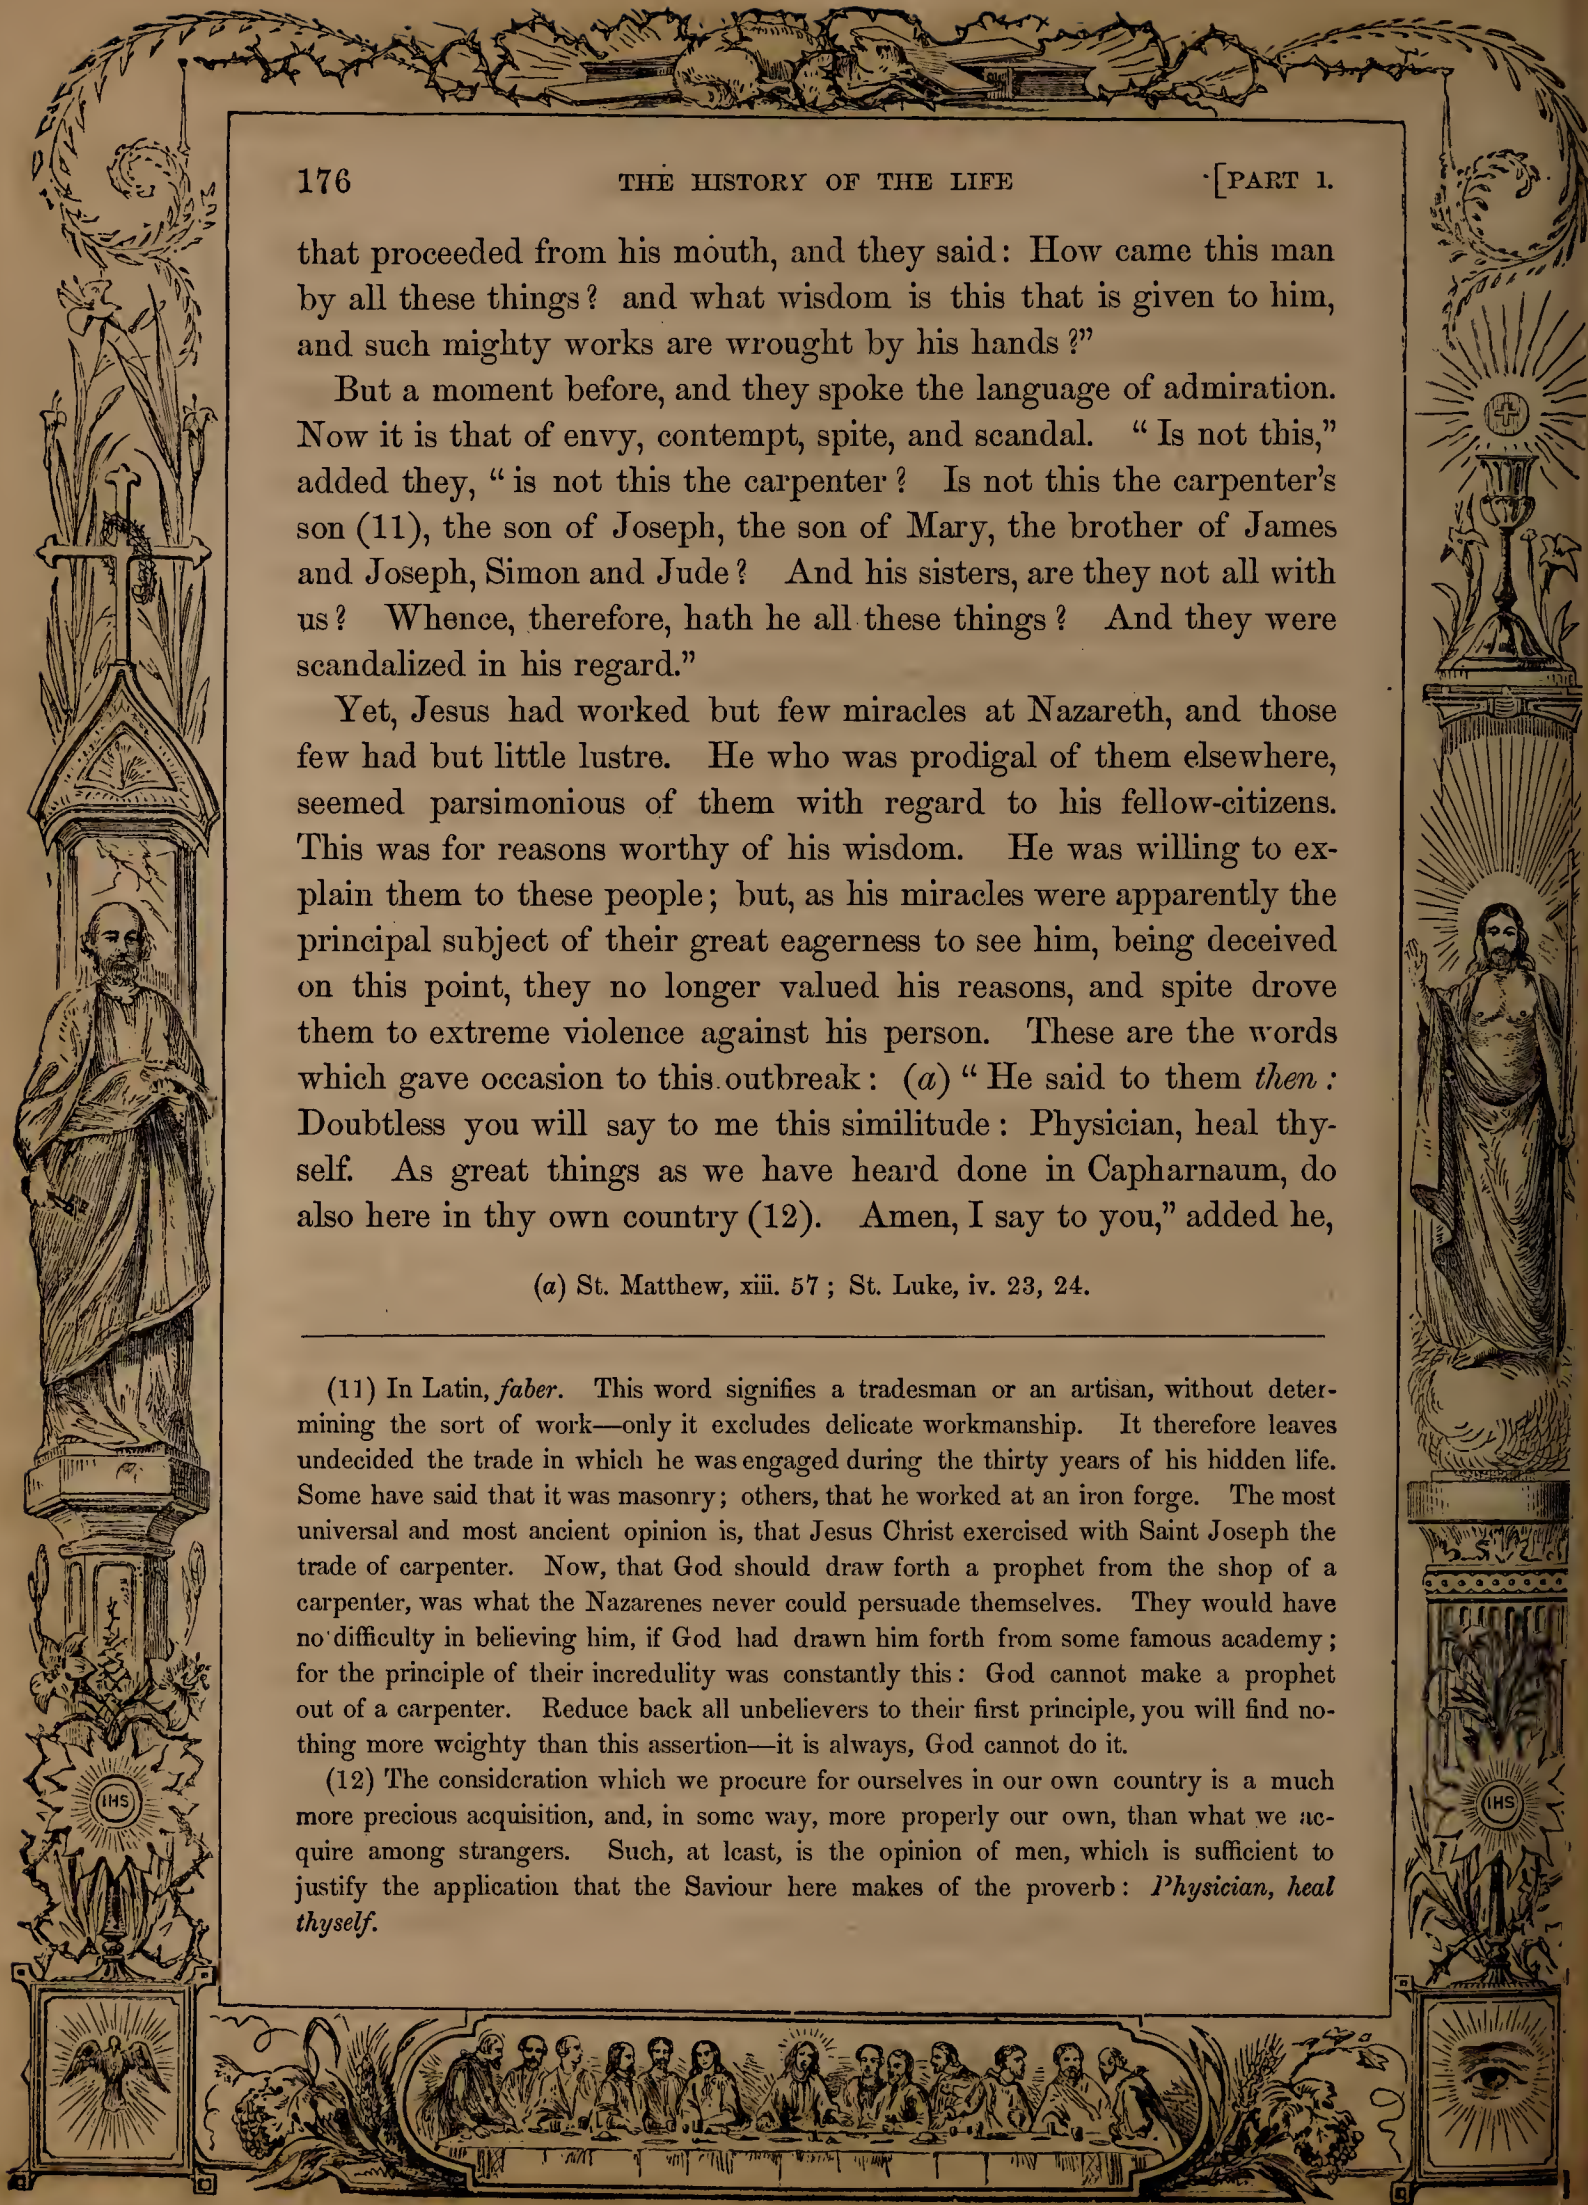 176 THE HISTORY OF THE LIFE [PART 1.
that proceeded from his mouth, and they said: How came this man
by all these things? and what wisdom is this that is given to him,
and such mighty works are wrought by his hands?”
But a moment before, and they spoke the language of admiration.
Now it is that of envy, contempt, spite, and scandal. “Is not this,”
added they, “is not this the carpenter? Is not this the carpenter’s
son (11), the son of Joseph, the son of Mary, the brother of James
and Joseph, Simon and Jude? And his sisters, are they not all with
us? Whence, therefore, hath he all these things? And they were
scandalized in his regard.”
Yet, Jesus had worked but few miracles at Nazareth, and those
few had but little lustre. He who was prodigal of them elsewhere,
seemed parsimonious of them with regard to his fellow-citizens.
This was for reasons worthy of his wisdom. He was willing to ex-
plain them to these people; but, as his miracles were apparently the
principal subject of their great eagerness to see him, being deceived
on this point, they no longer valued his reasons, and spite drove
them to extreme violence against his person. These are the words
which gave occasion to this outbreak: (a) “He said to them then:
Doubtless you will say to me this similitude: Physician, heal thy-
self. As great things as we have heard done in Capharnaum, do
also here in thy own country (12). Amen, I say to you,” added he,
(a) St. Matthew, xiii. 57; St. Luke, iv. 23, 24.
(11) In Latin, faber. This word signifies a tradesman or an artisan, without deter-
mining the sort of work—only it excludes delicate workmanship. It therefore leaves
undecided the trade in which he was engaged during the thirty years of his hidden life.
Some have said that it was masonry; others, that he worked at an iron forge. The most
universal and most ancient opinion is, that Jesus Christ exercised with Saint Joseph the
trade of carpenter. Now, that God should draw forth a prophet from the shop of a
carpenter, was what the Nazarenes never could persuade themselves. They would have
no difficulty in believing him, if God had drawn him forth from some famous academy;
for the principle of their incredulity was constantly this: God cannot make a prophet
out of a carpenter. Reduce back all unbelievers to their first principle, you will find no-
thing more weighty than this assertion—it is always, God cannot do it.
(12) The consideration which we procure for ourselves in our own country is a much
more precious acquisition, and, in some way, more properly our own, than what we ac-
quire among strangers. Such, at least, is the opinion of men, which is sufficient to
justify the application that the Saviour here makes of the proverb: Physician, heal
thyself.
IHS
IHS